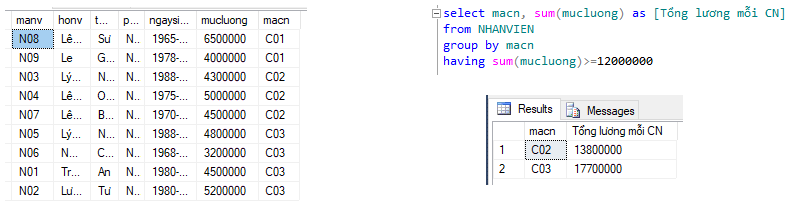 manv honv t... p... ngaysi... mucluong macn
N08 Lê... Sư N... 1965-... 6500000 C01
N09 Le G... N... 1978-... 4000000 C01
N03 Lý... N... N... 1988-... 4300000 C02
N04 Lê... O... N... 1975-... 5000000 C02
N07 Lê... B... N... 1970-... 4500000 C02
N05 Lý... N... N... 1988-... 4800000 C03
N06 N... C... N... 1968-... 3200000 C03
N01 Tr... An N... 1980-... 4500000 C03
N02 Lư... Tư N... 1980-... 5200000 C03
select macn, sum(mucluong) as [Tổng lương mỗi CN]
from NHANVIEN
group by macn
having sum(mucluong)>=12000000
Results Messages
macn Tổng lương mỗi CN
1 C02 13800000
2 C03 17700000